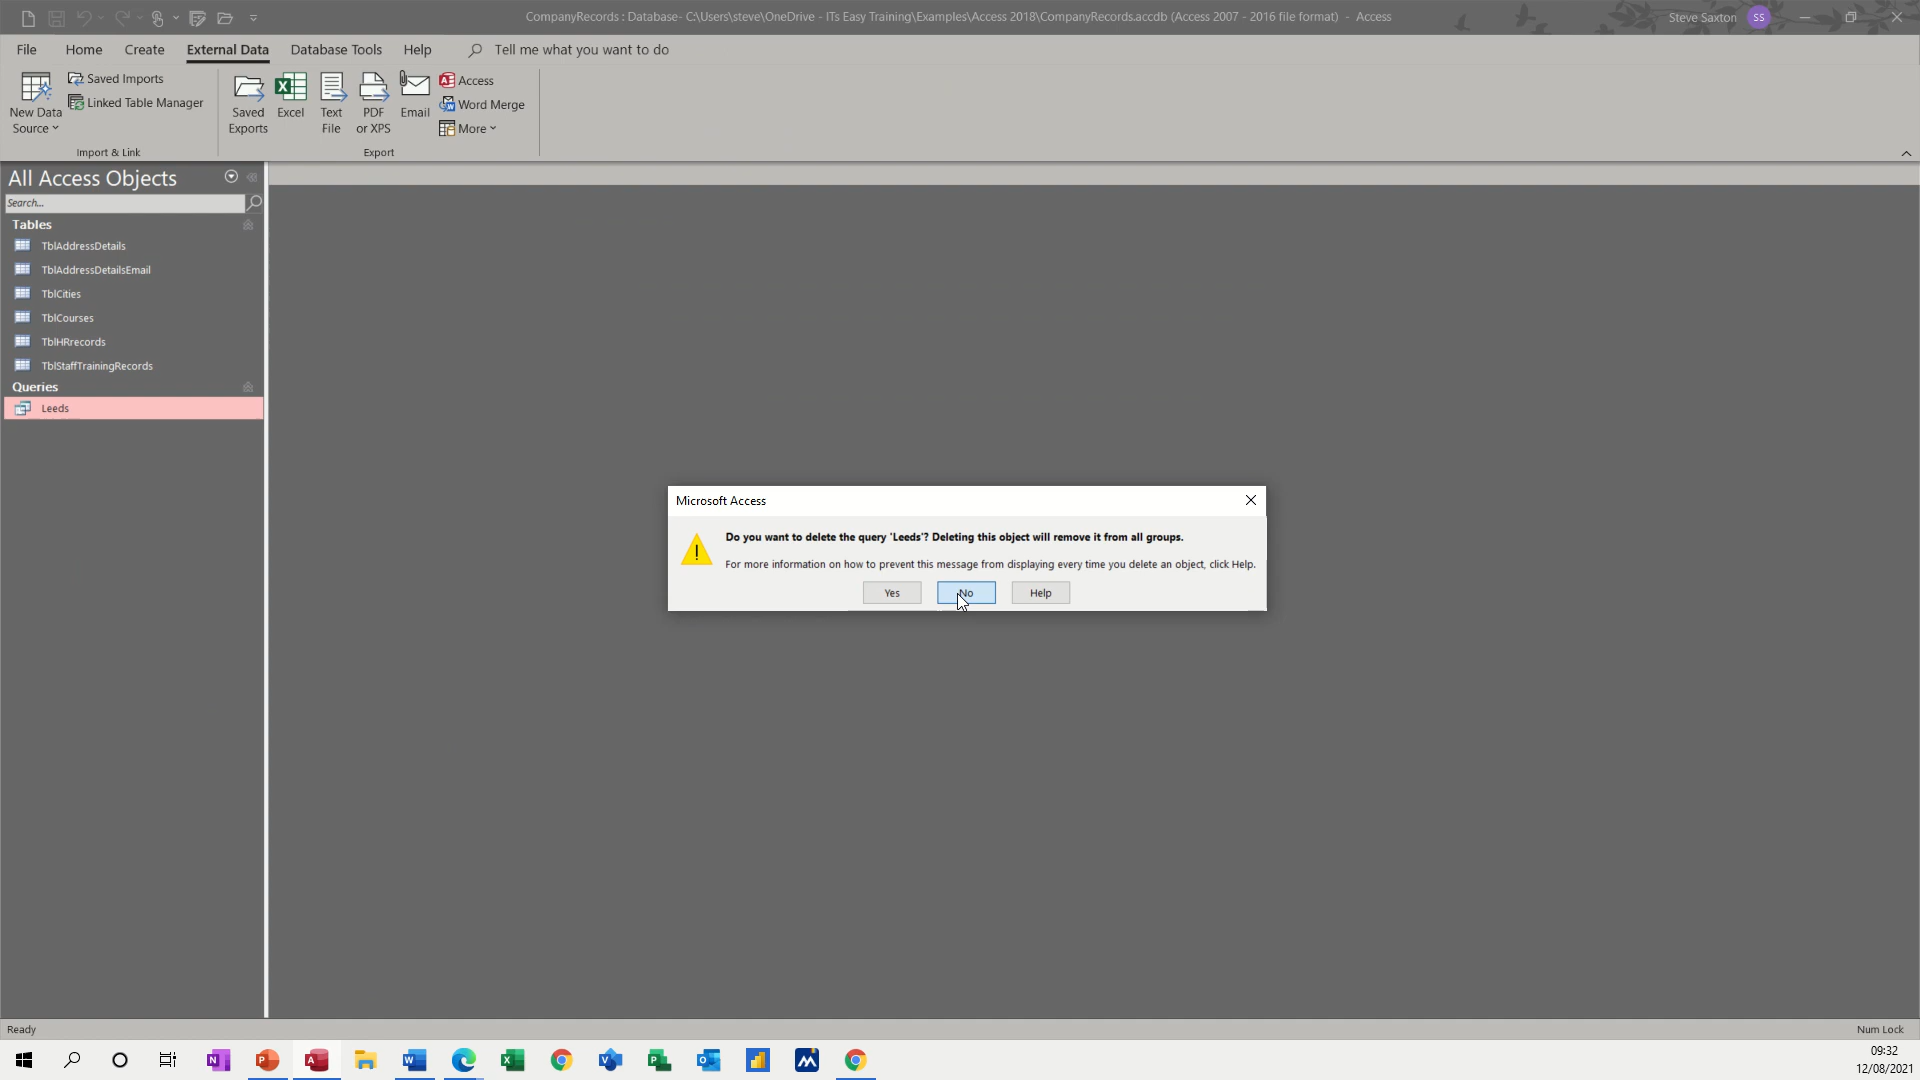 CompanyRecords : Database- C:\Users\steve\OneDrive - ITs Easy Training\Examples\Access 2018\CompanyRecords.accdb (Access 2007 - 2016 file format) - Access
Steve Saxton
SS
File Home Create External Data Database Tools Help Tell me what you want to do
New Data Source
Saved Imports
Linked Table Manager
Import & Link
Saved Exports
Excel
Text File
PDF or XPS
Email
Access
Word Merge
More
Export
All Access Objects
Search...
Tables
TblAddressDetails
TblAddressDetailsEmail
TblCities
TblCourses
TblHRrecords
TblStaffTrainingRecords
Queries
Leeds
Microsoft Access
Do you want to delete the query 'Leeds'? Deleting this object will remove it from all groups.
For more information on how to prevent this message from displaying every time you delete an object, click Help.
Yes No Help
Ready
Num Lock
09:32
12/08/2021